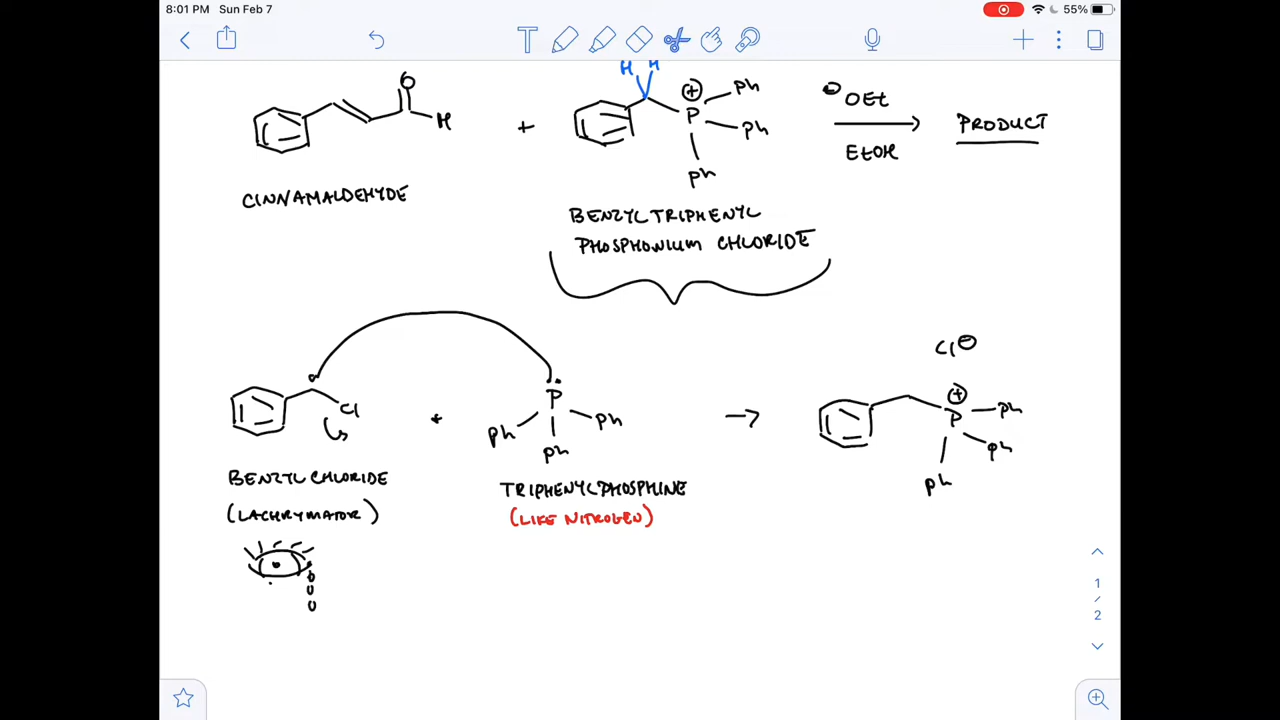 8:01 PM Sun Feb 7
55%
T
H H
O
H
+
⊕
P
Ph
Ph
Ph
⊖OEt
EtOH
PRODUCT
CINNAMALDEHYDE
BENZYLTRIPHENYL
PHOSPHONIUM CHLORIDE
Cl⊖
Cl
+
P
Ph
Ph
Ph
→
⊕
P
Ph
Ph
Ph
BENZYL CHLORIDE
(LACHRYMATOR)
TRIPHENYLPHOSPHINE
(LIKE NITROGEN)
1
/
2